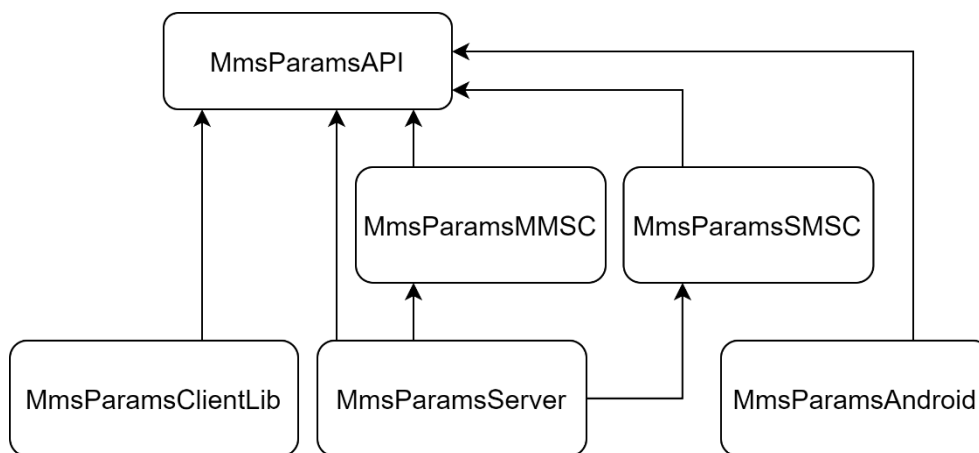 MmsParamsAPI
MmsParamsMMSC
MmsParamsSMSC
MmsParamsClientLib
MmsParamsServer
MmsParamsAndroid